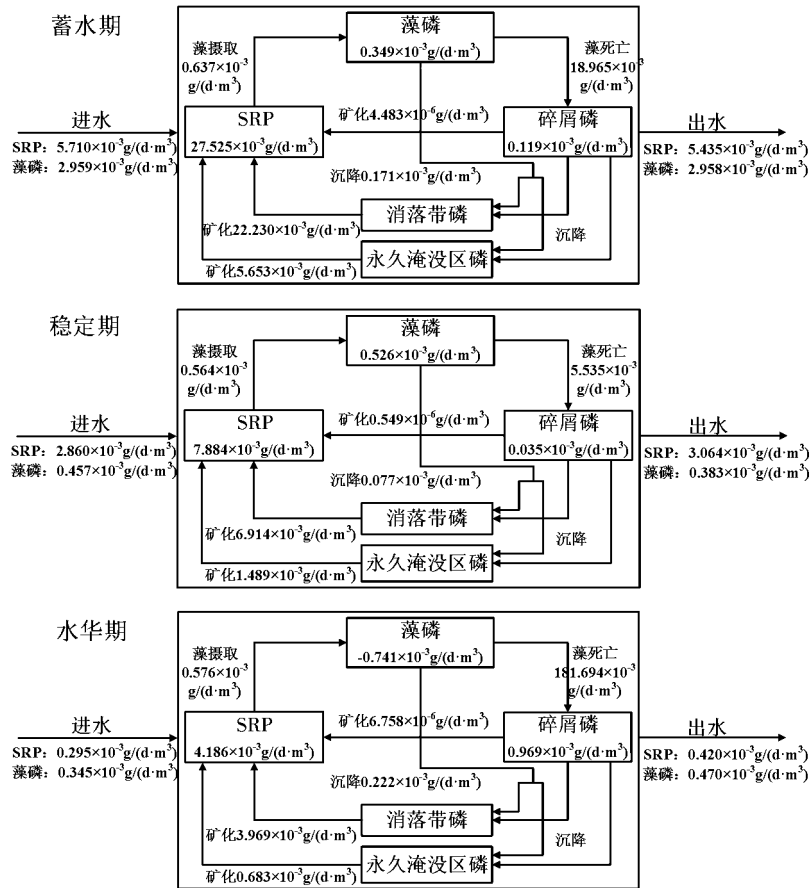 蓄水期
藻磷
0.349×10⁻³g/(d·m³)
藻摄取
0.637×10⁻³
g/(d·m³)
藻死亡
18.965×10⁻³
g/(d·m³)
进水
SRP：5.710×10⁻³g/(d·m³)
藻磷：2.959×10⁻³g/(d·m³)
SRP
27.525×10⁻³g/(d·m³)
矿化4.483×10⁻⁶g/(d·m³)
碎屑磷
0.119×10⁻³g/(d·m³)
出水
SRP：5.435×10⁻³g/(d·m³)
藻磷：2.958×10⁻³g/(d·m³)
沉降0.171×10⁻³g/(d·m³)
消落带磷
矿化22.230×10⁻³g/(d·m³)
沉降
永久淹没区磷
矿化5.653×10⁻³g/(d·m³)
稳定期
藻磷
0.526×10⁻³g/(d·m³)
藻摄取
0.564×10⁻³
g/(d·m³)
藻死亡
5.535×10⁻³
g/(d·m³)
进水
SRP：2.860×10⁻³g/(d·m³)
藻磷：0.457×10⁻³g/(d·m³)
SRP
7.884×10⁻³g/(d·m³)
矿化0.549×10⁻⁶g/(d·m³)
碎屑磷
0.035×10⁻³g/(d·m³)
出水
SRP：3.064×10⁻³g/(d·m³)
藻磷：0.383×10⁻³g/(d·m³)
沉降0.077×10⁻³g/(d·m³)
消落带磷
矿化6.914×10⁻³g/(d·m³)
沉降
永久淹没区磷
矿化1.489×10⁻³g/(d·m³)
水华期
藻磷
-0.741×10⁻³g/(d·m³)
藻摄取
0.576×10⁻³
g/(d·m³)
藻死亡
181.694×10⁻³
g/(d·m³)
进水
SRP：0.295×10⁻³g/(d·m³)
藻磷：0.345×10⁻³g/(d·m³)
SRP
4.186×10⁻³g/(d·m³)
矿化6.758×10⁻⁶g/(d·m³)
碎屑磷
0.969×10⁻³g/(d·m³)
出水
SRP：0.420×10⁻³g/(d·m³)
藻磷：0.470×10⁻³g/(d·m³)
沉降0.222×10⁻³g/(d·m³)
消落带磷
矿化3.969×10⁻³g/(d·m³)
沉降
永久淹没区磷
矿化0.683×10⁻³g/(d·m³)